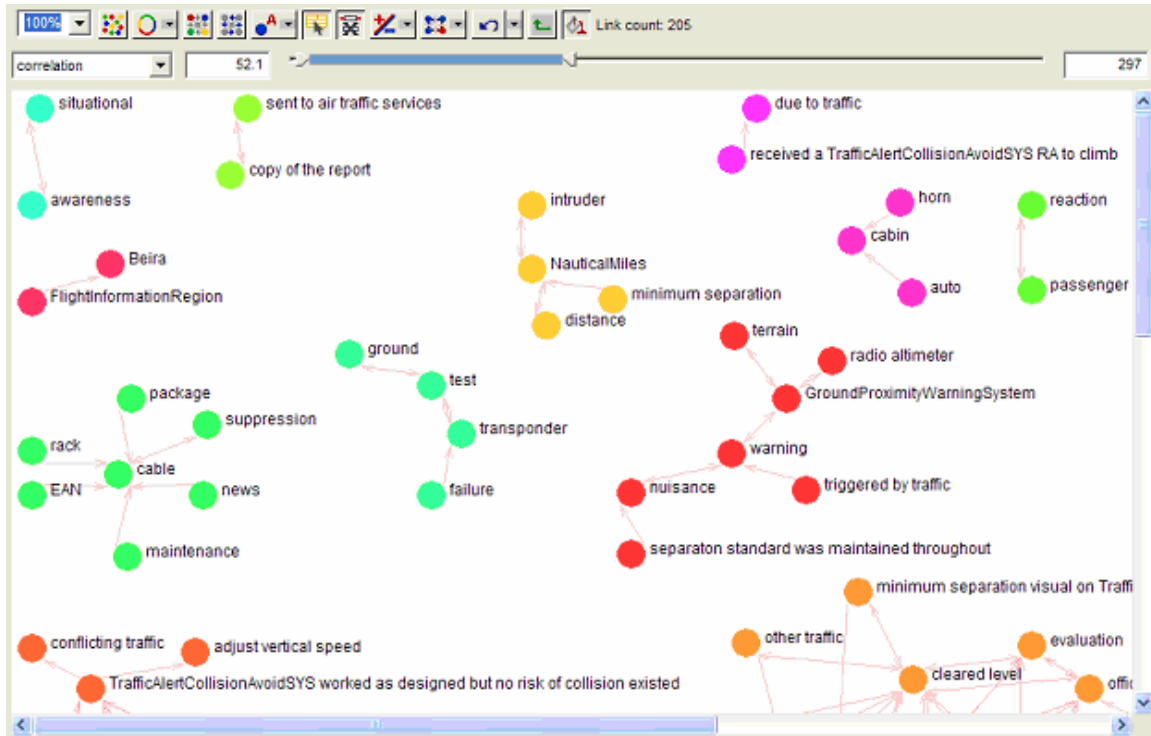 100%
A
Link count: 205
correlation
52.1
297
situational
sent to air traffic services
due to traffic
copy of the report
received a TrafficAlertCollisionAvoidSYS RA to climb
awareness
intruder
horn
reaction
cabin
Beira
NauticalMiles
FlightInformationRegion
minimum separation
auto
passenger
distance
terrain
ground
radio altimeter
test
package
GroundProximityWarningSystem
suppression
transponder
rack
warning
cable
EAN
news
failure
nuisance
triggered by traffic
maintenance
separaton standard was maintained throughout
minimum separation visual on Traffi
conflicting traffic
adjust vertical speed
other traffic
evaluation
TrafficAlertCollisionAvoidSYS worked as designed but no risk of collision existed
cleared level
offic